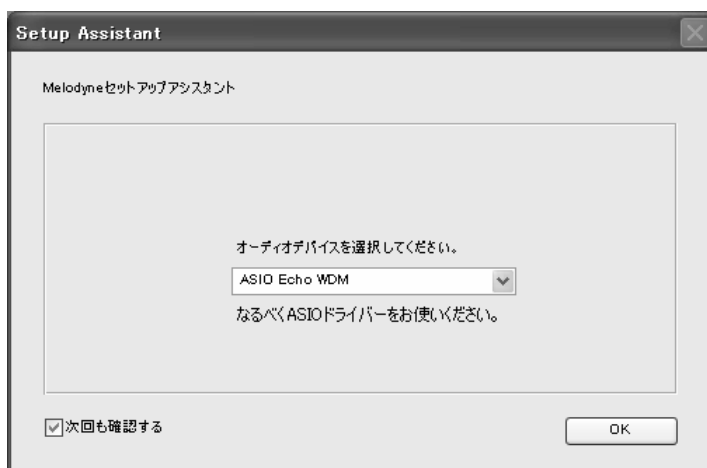 Setup Assistant
Melodyneセットアップアシスタント
オーディオデバイスを選択してください。
ASIO Echo WDM
なるべくASIOドライバーをお使いください。
次回も確認する
OK